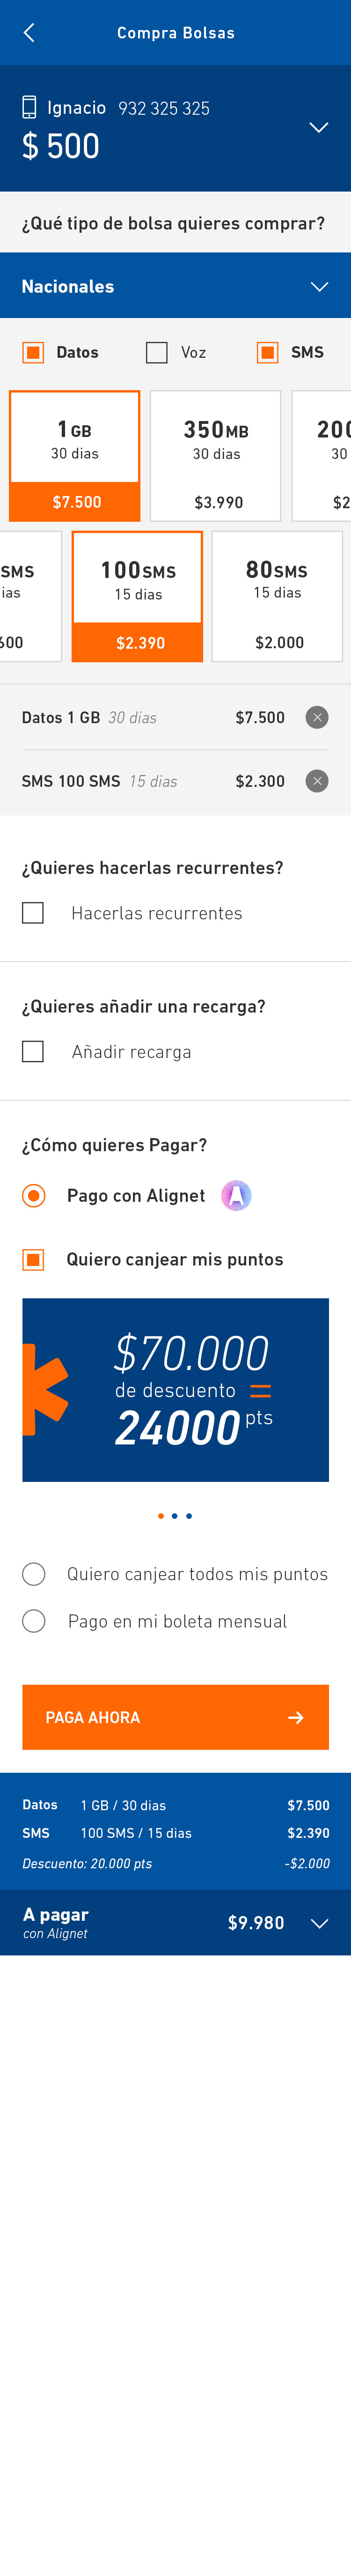 Compra Bolsas
Ignacio 932 325 325
$ 500
¿Qué tipo de bolsa quieres comprar?
Nacionales
Datos Voz SMS
1 GB 350MB 200
30 dias 30 dias 30
$7.500 $3.990 $2
SMS 100SMS 80SMS
ias 15 dias 15 dias
600 $2.390 $2.000
Datos 1 GB 30 dias $7.500
SMS 100 SMS 15 dias $2.300
¿Quieres hacerlas recurrentes?
Hacerlas recurrentes
¿Quieres añadir una recarga?
Añadir recarga
¿Cómo quieres Pagar?
Pago con Alignet A
Quiero canjear mis puntos
$70.000
de descuento =
24000 pts
Quiero canjear todos mis puntos
Pago en mi boleta mensual
PAGA AHORA
Datos 1 GB / 30 dias $7.500
SMS 100 SMS / 15 dias $2.390
Descuento: 20.000 pts -$2.000
A pagar $9.980
con Alignet